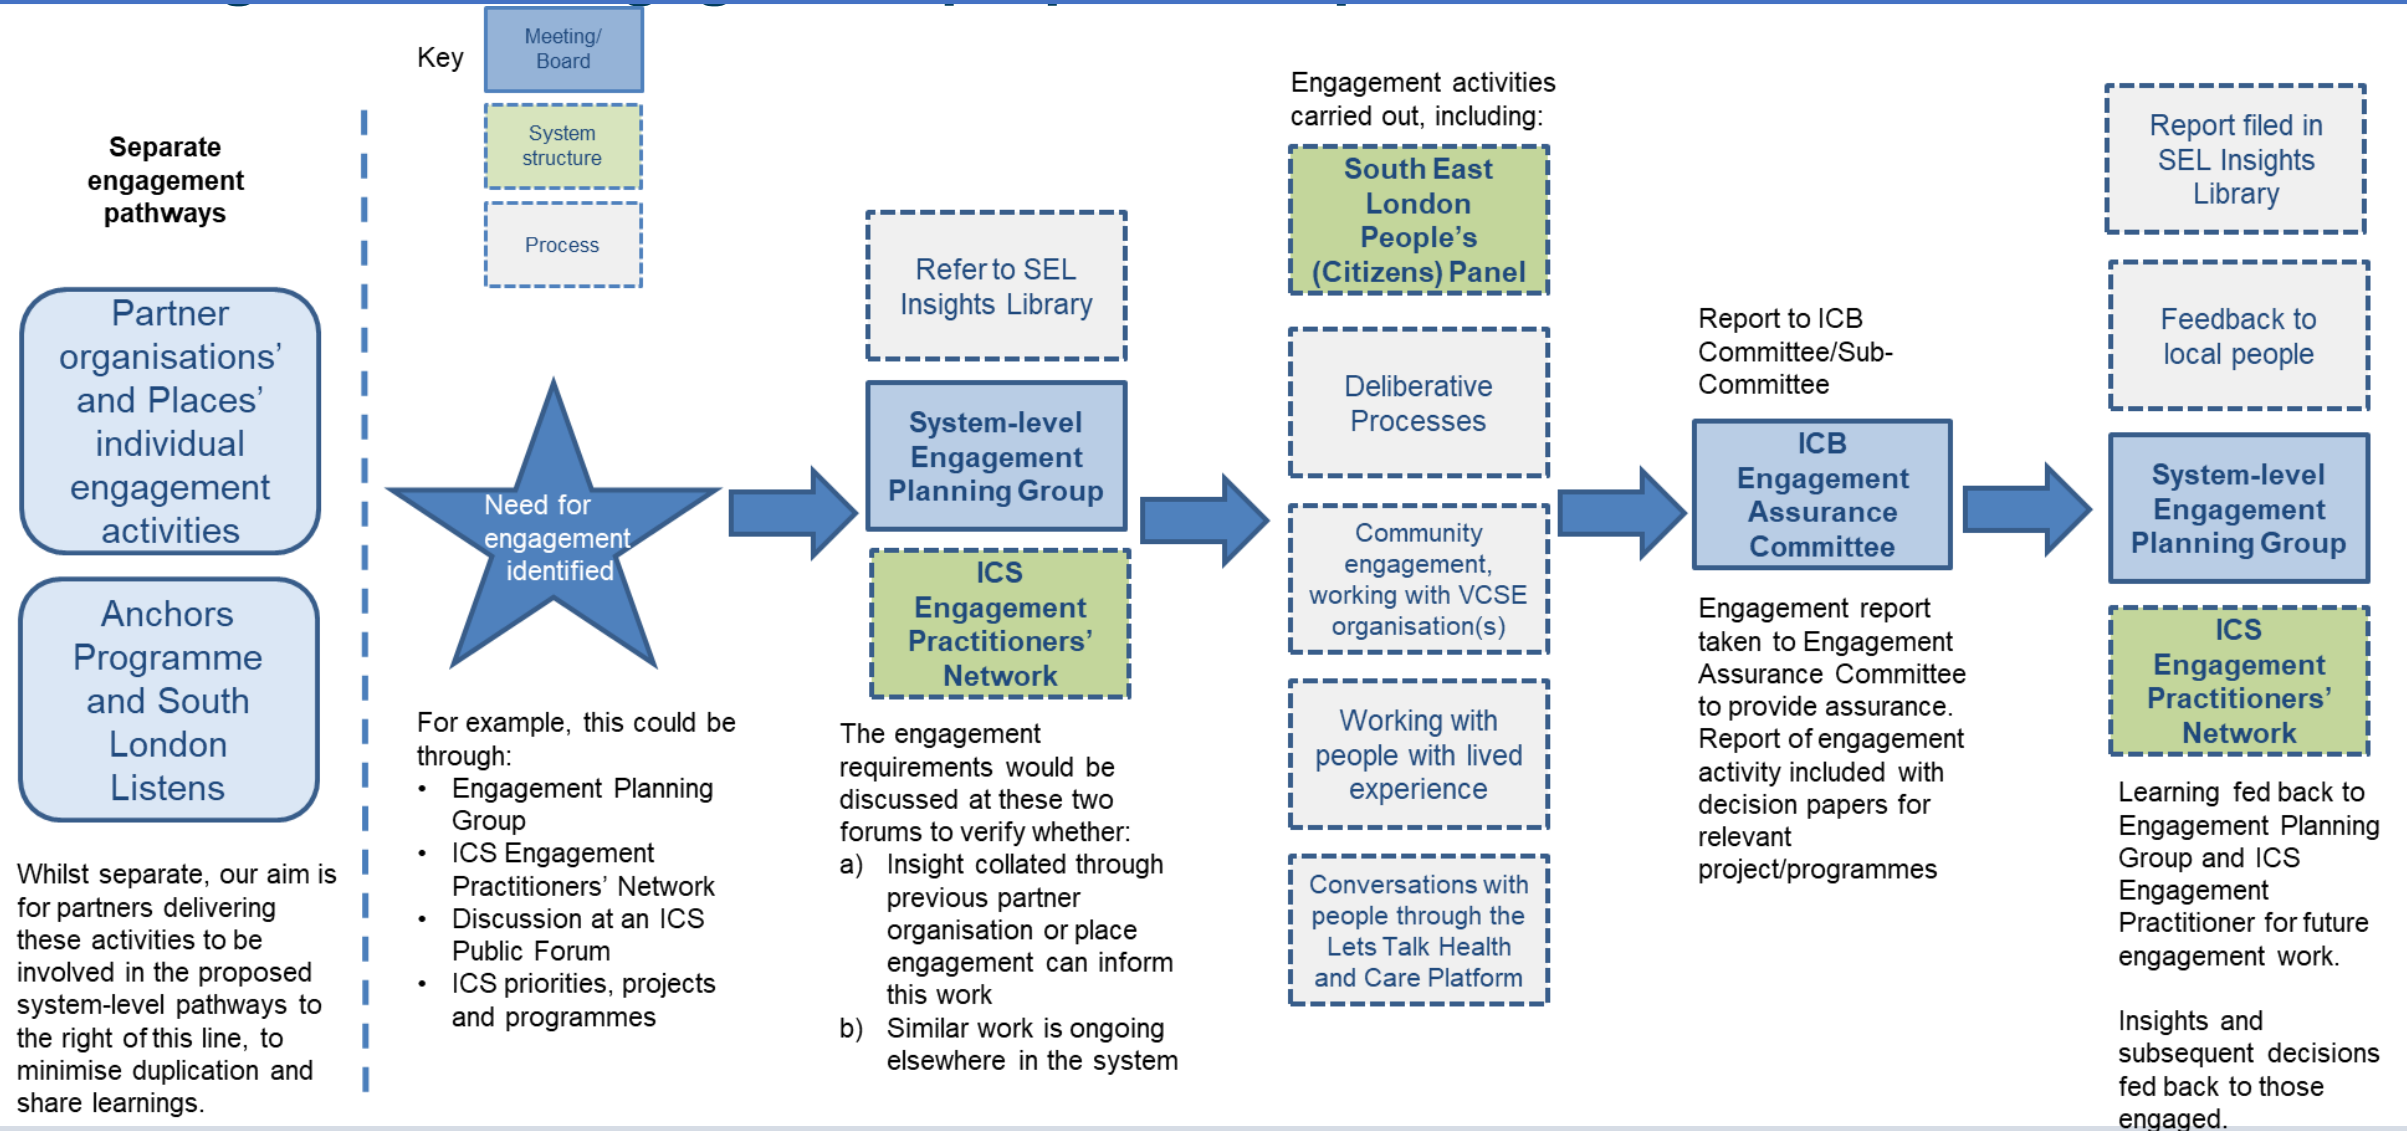 Key
Meeting/
Board
System
structure
Process
Separate
engagement
pathways
Partner
organisations’
and Places’
individual
engagement
activities
Anchors
Programme
and South
London
Listens
Whilst separate, our aim is
for partners delivering
these activities to be
involved in the proposed
system-level pathways to
the right of this line, to
minimise duplication and
share learnings.
Need for
engagement
identified
For example, this could be
through:
• Engagement Planning
Group
• ICS Engagement
Practitioners’ Network
• Discussion at an ICS
Public Forum
• ICS priorities, projects
and programmes
Refer to SEL
Insights Library
System-level
Engagement
Planning Group
ICS
Engagement
Practitioners’
Network
The engagement
requirements would be
discussed at these two
forums to verify whether:
a) Insight collated through
previous partner
organisation or place
engagement can inform
this work
b) Similar work is ongoing
elsewhere in the system
Engagement activities
carried out, including:
South East
London
People’s
(Citizens) Panel
Deliberative
Processes
Community
engagement,
working with VCSE
organisation(s)
Working with
people with lived
experience
Conversations with
people through the
Lets Talk Health
and Care Platform
Report to ICB
Committee/Sub-
Committee
ICB
Engagement
Assurance
Committee
Engagement report
taken to Engagement
Assurance Committee
to provide assurance.
Report of engagement
activity included with
decision papers for
relevant
project/programmes
Report filed in
SEL Insights
Library
Feedback to
local people
System-level
Engagement
Planning Group
ICS
Engagement
Practitioners’
Network
Learning fed back to
Engagement Planning
Group and ICS
Engagement
Practitioner for future
engagement work.
Insights and
subsequent decisions
fed back to those
engaged.